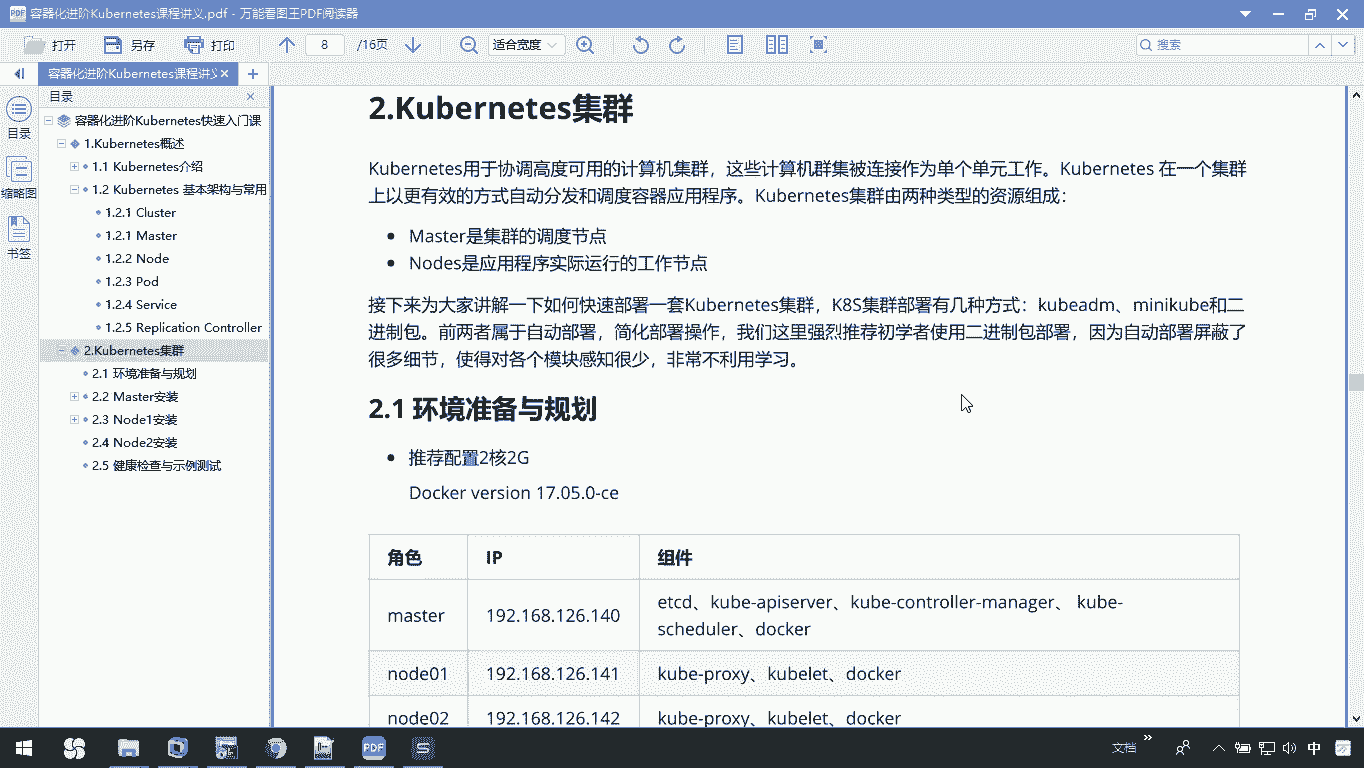 容器化进阶Kubernetes课程讲义.pdf - 万能看图王PDF阅读器
打开 另存 打印 8 /16页 适合宽度 搜索
容器化进阶Kubernetes课程讲义
目录
目录
缩略图
书签
容器化进阶Kubernetes快速入门课
1.Kubernetes概述
1.1 Kubernetes介绍
1.2 Kubernetes 基本架构与常用
1.2.1 Cluster
1.2.1 Master
1.2.2 Node
1.2.3 Pod
1.2.4 Service
1.2.5 Replication Controller
2.Kubernetes集群
2.1 环境准备与规划
2.2 Master安装
2.3 Node1安装
2.4 Node2安装
2.5 健康检查与示例测试
2.Kubernetes集群
Kubernetes用于协调高度可用的计算机集群，这些计算机群集被连接作为单个单元工作。Kubernetes 在一个集群
上以更有效的方式自动分发和调度容器应用程序。Kubernetes集群由两种类型的资源组成：
Master是集群的调度节点
Nodes是应用程序实际运行的工作节点
接下来为大家讲解一下如何快速部署一套Kubernetes集群，K8S集群部署有几种方式：kubeadm、minikube和二
进制包。前两者属于自动部署，简化部署操作，我们这里强烈推荐初学者使用二进制包部署，因为自动部署屏蔽了
很多细节，使得对各个模块感知很少，非常不利用学习。
2.1 环境准备与规划
推荐配置2核2G
Docker version 17.05.0-ce
角色 IP 组件
master 192.168.126.140 etcd、kube-apiserver、kube-controller-manager、 kube-
scheduler、docker
node01 192.168.126.141 kube-proxy、kubelet、docker
node02 192.168.126.142 kube-proxy、kubelet、docker
PDF
文档 中